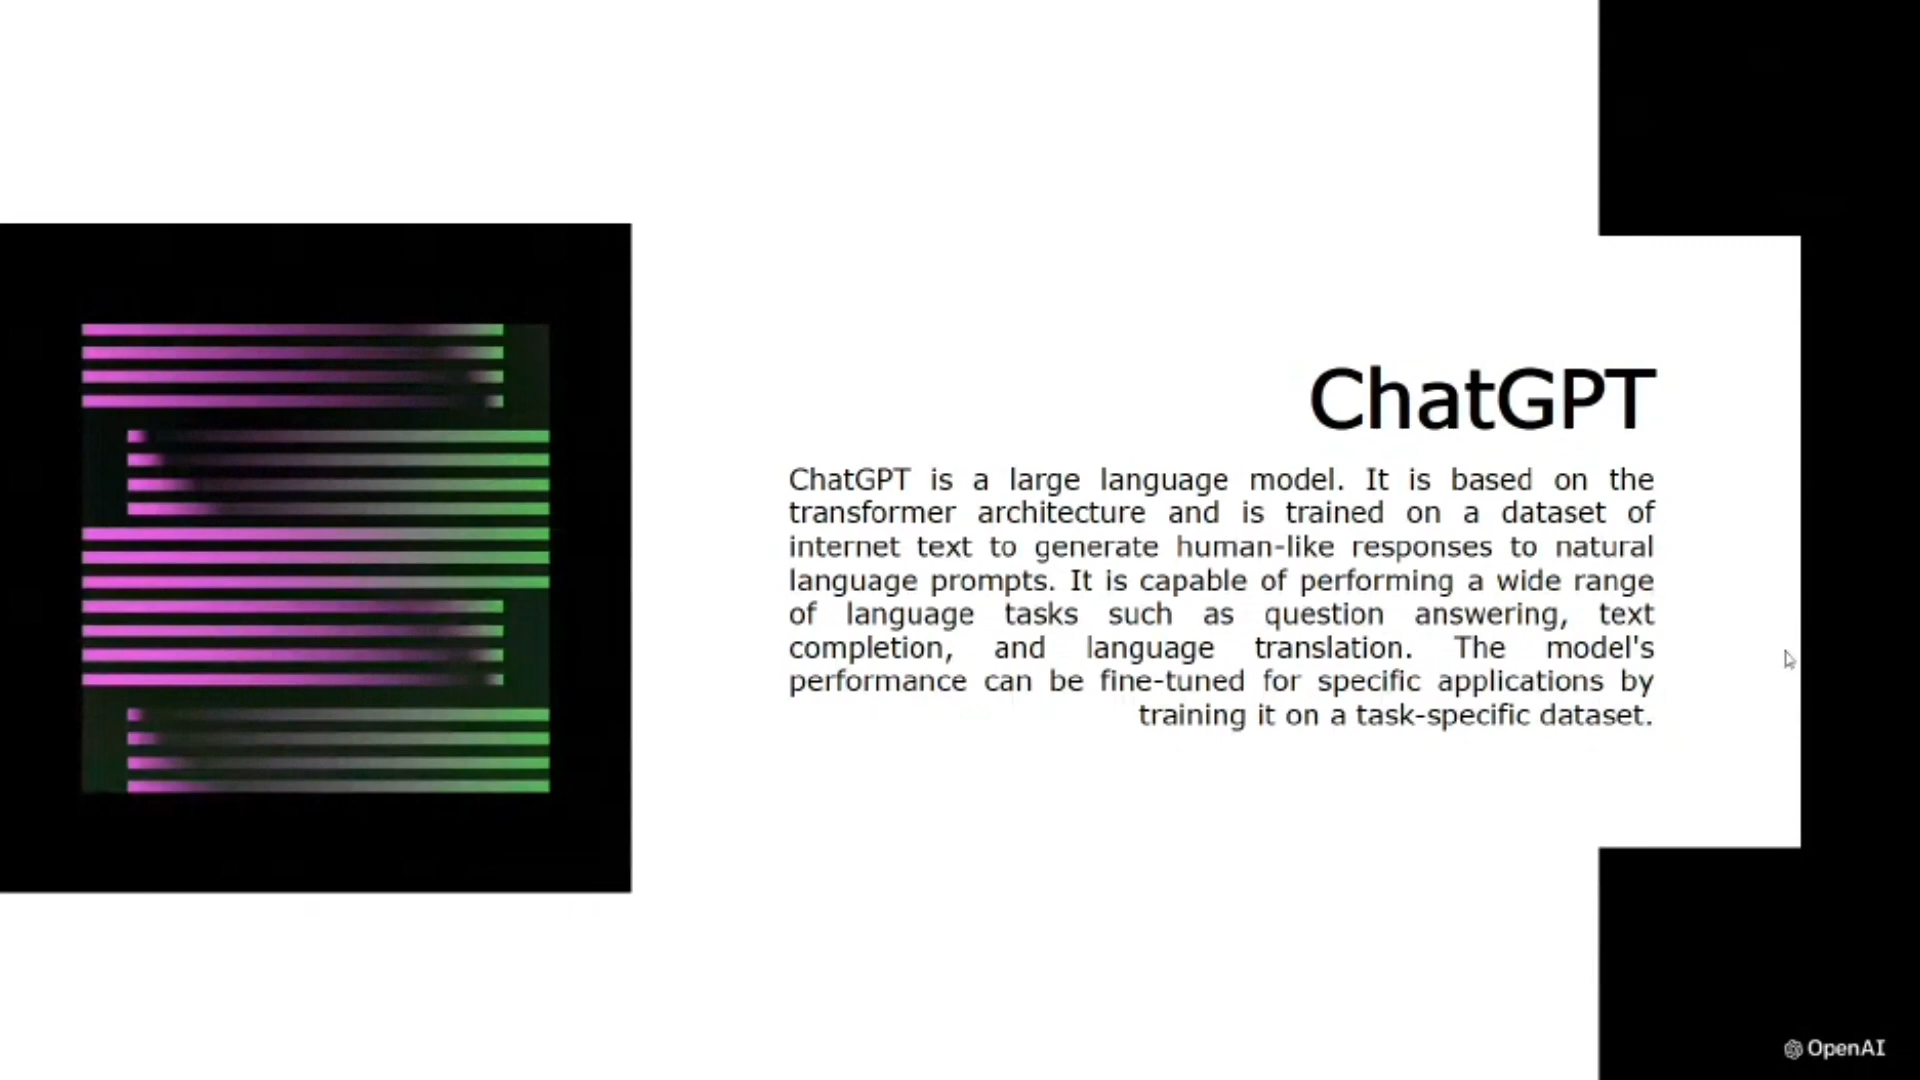 ChatGPT
ChatGPT is a large language model. It is based on the
transformer architecture and is trained on a dataset of
internet text to generate human-like responses to natural
language prompts. It is capable of performing a wide range
of language tasks such as question answering, text
completion, and language translation. The model's
performance can be fine-tuned for specific applications by
training it on a task-specific dataset.
OpenAI